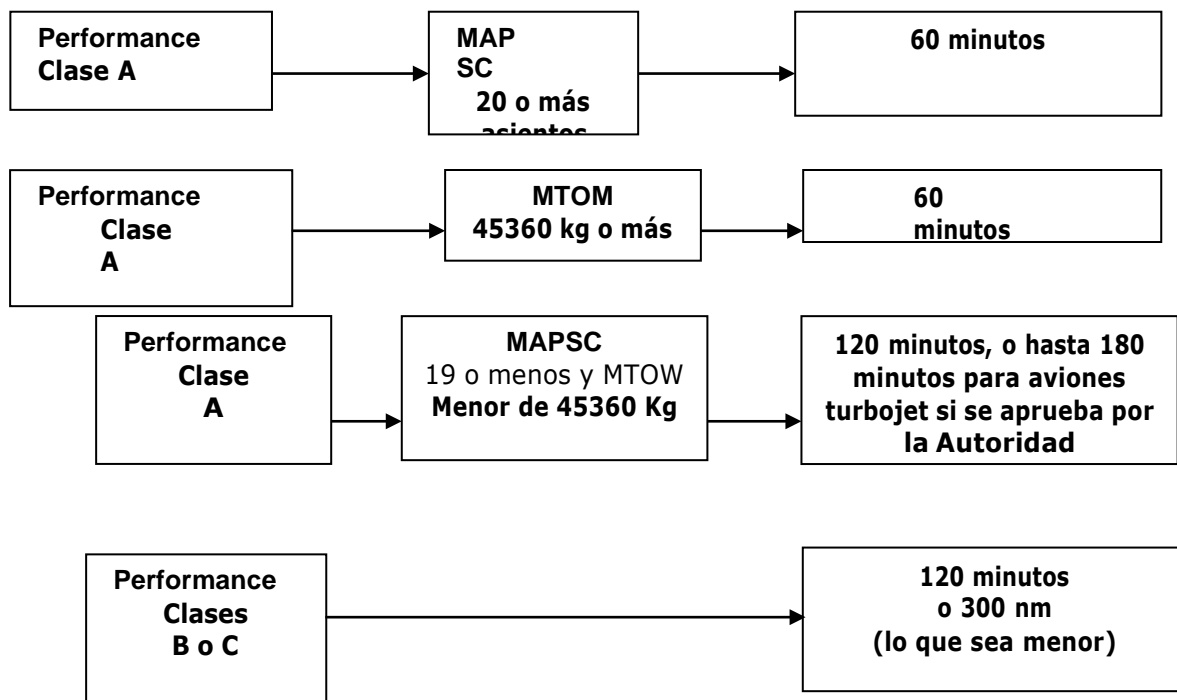 Performance
Clase A
MAP
SC
20 o más
asientos
60 minutos
Performance
Clase
A
MTOM
45360 kg o más
60
minutos
Performance
Clase
A
MAPSC
19 o menos y MTOW
Menor de 45360 Kg
120 minutos, o hasta 180
minutos para aviones
turbojet si se aprueba por
la Autoridad
Performance
Clases
B o C
120 minutos
o 300 nm
(lo que sea menor)